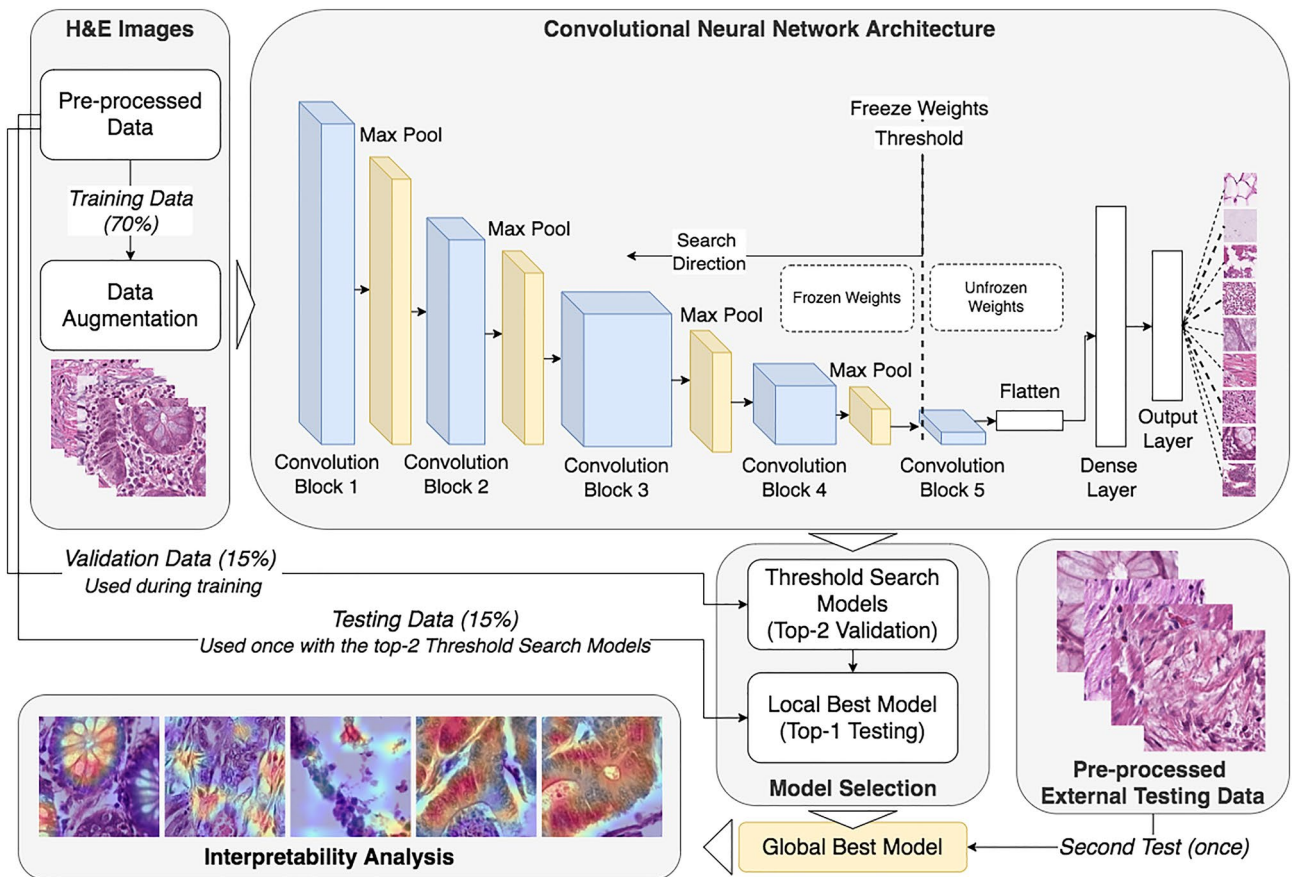 H&E Images
Pre-processed
Data
Training Data
(70%)
Data
Augmentation
Convolutional Neural Network Architecture
Freeze Weights
Threshold
Max Pool
Max Pool
Search
Direction
Frozen Weights
Unfrozen
Weights
Max Pool
Max Pool
Flatten
Output
Layer
Dense
Layer
Convolution
Block 1
Convolution
Block 2
Convolution
Block 3
Convolution
Block 4
Convolution
Block 5
Validation Data (15%)
Used during training
Testing Data (15%)
Used once with the top-2 Threshold Search Models
Threshold Search
Models
(Top-2 Validation)
Local Best Model
(Top-1 Testing)
Model Selection
Pre-processed
External Testing Data
Second Test (once)
Global Best Model
Interpretability Analysis